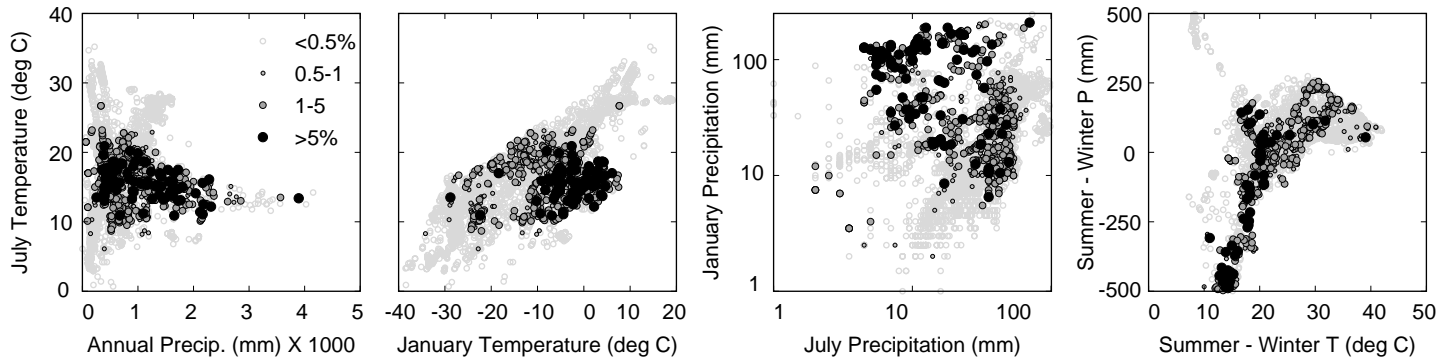 July Temperature (deg C)
40
30
20
10
0
0 1 2 3 4 5
Annual Precip. (mm) X 1000
<0.5%
0.5-1
1-5
>5%
-40 -30 -20 -10 0 10 20
January Temperature (deg C)
January Precipitation (mm)
100
10
1
1 10 100
July Precipitation (mm)
Summer - Winter P (mm)
500
250
0
-250
-500
0 10 20 30 40 50
Summer - Winter T (deg C)